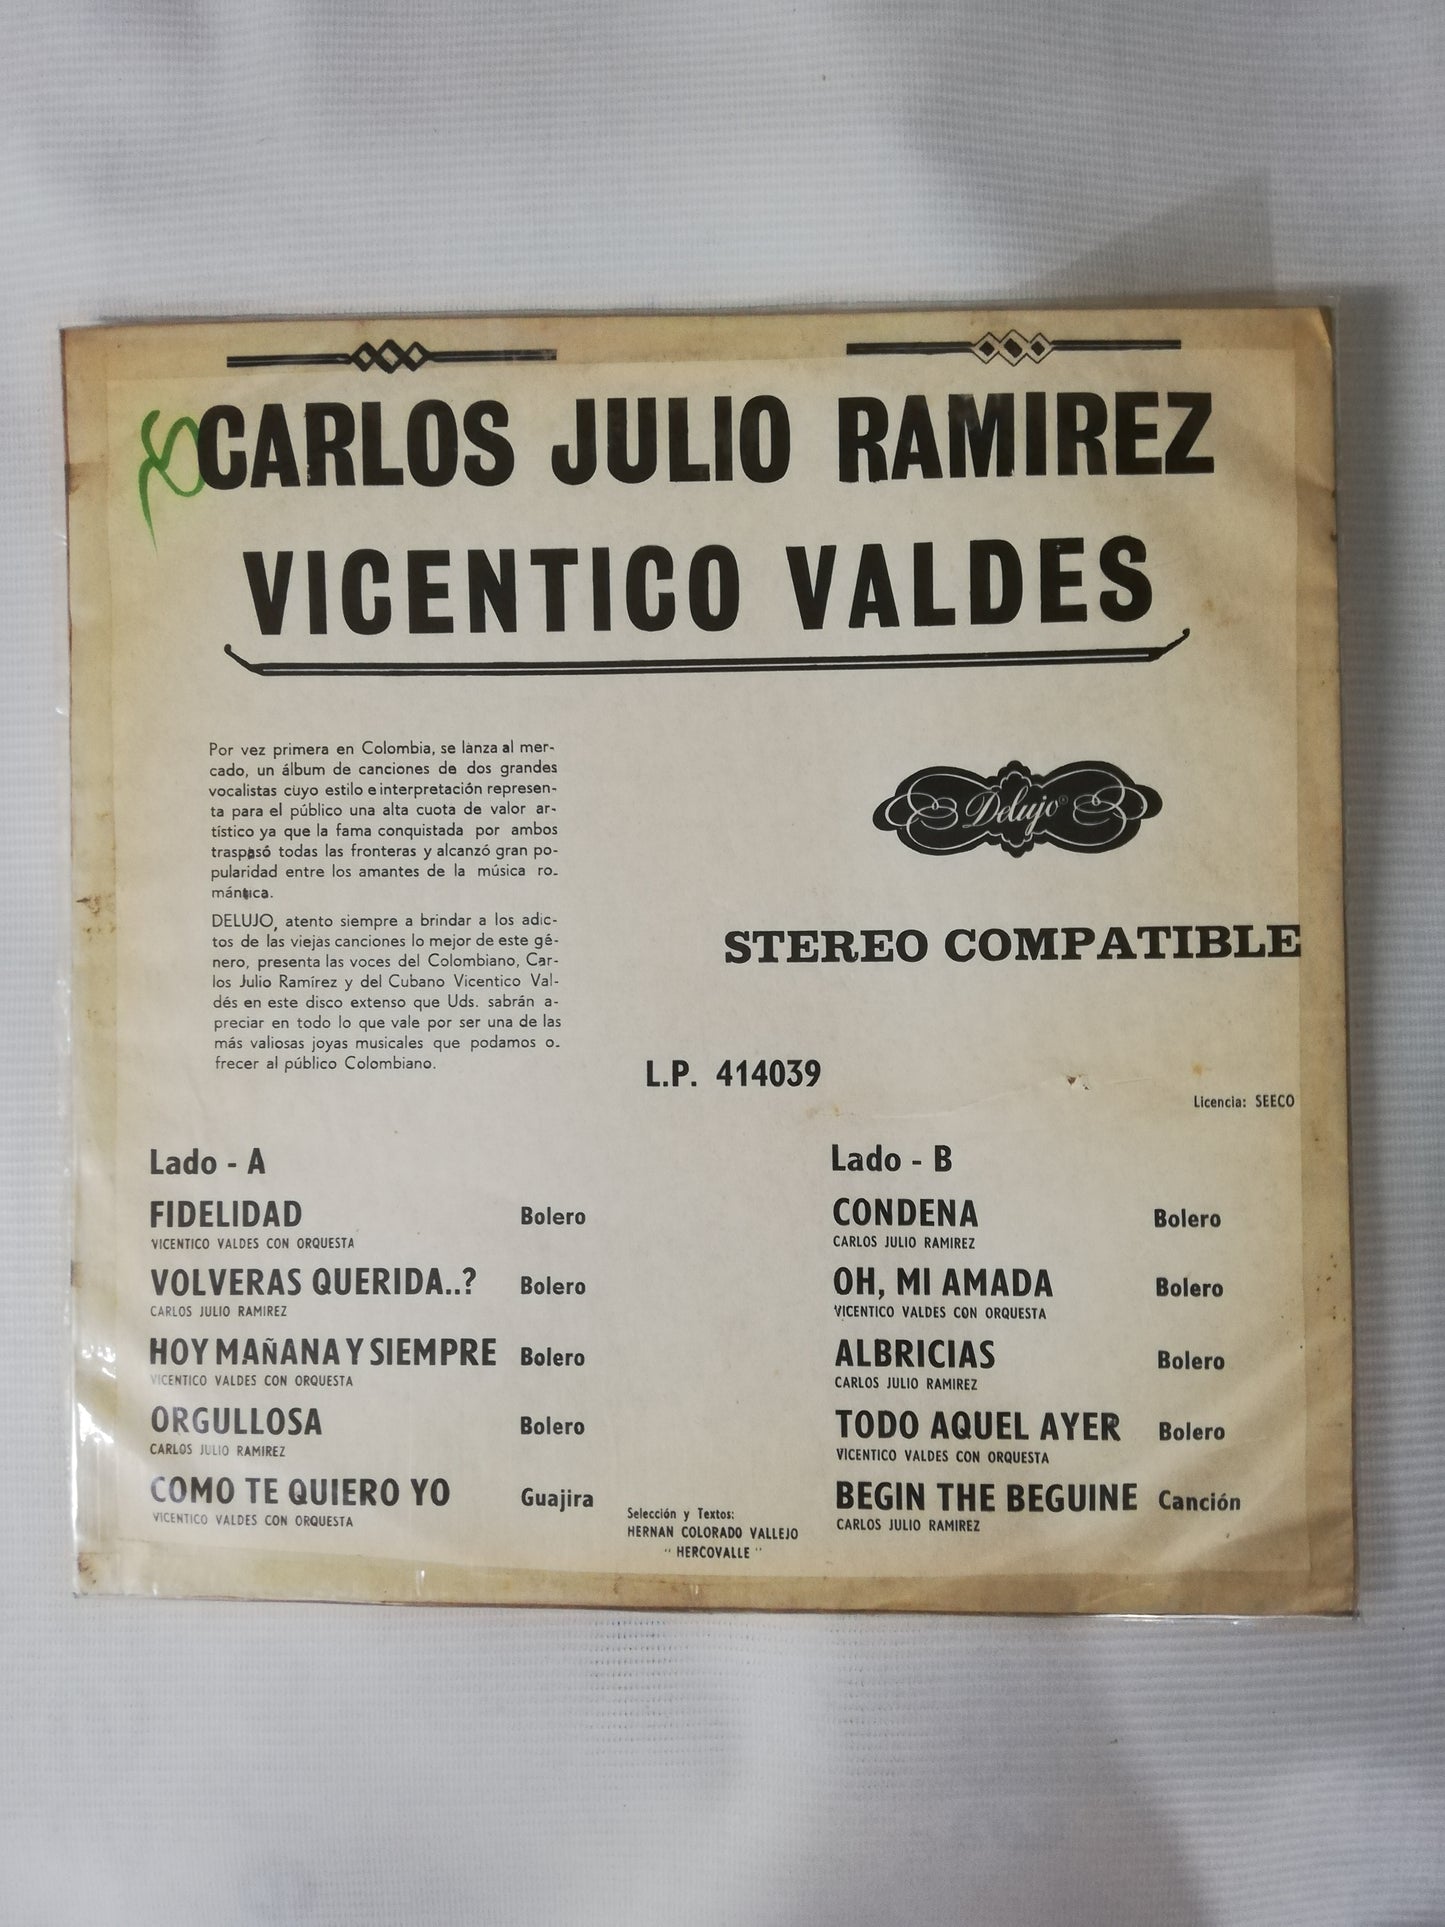 CARLOS JULIO RAMIREZ
VICENTICO VALDES
Por vez primera en Colombia, se lanza al mer-
cado, un álbum de canciones de dos grandes
vocalistas cuyo estilo e interpretación represen-
ta para el público una alta cuota de valor ar-
tístico ya que la fama conquistada por ambos
traspasó todas las fronteras y alcanzó gran po-
pularidad entre los amantes de la música ro-
mántica.
DELUJO, atento siempre a brindar a los adic-
tos de las viejas canciones lo mejor de este gé-
nero, presenta las voces del Colombiano, Car-
los Julio Ramírez y del Cubano Vicentico Val-
dés en este disco extenso que Uds. sabrán a-
preciar en todo lo que vale por ser una de las
más valiosas joyas musicales que podamos o-
frecer al público Colombiano.
Delujo®
STEREO COMPATIBLE
L.P. 414039
Licencia: SEECO
Lado - A
FIDELIDAD Bolero
VICENTICO VALDES CON ORQUESTA
VOLVERAS QUERIDA..? Bolero
CARLOS JULIO RAMIREZ
HOY MAÑANA Y SIEMPRE Bolero
VICENTICO VALDES CON ORQUESTA
ORGULLOSA Bolero
CARLOS JULIO RAMIREZ
COMO TE QUIERO YO Guajira
VICENTICO VALDES CON ORQUESTA
Selección y Textos:
HERNAN COLORADO VALLEJO
" HERCOVALLE "
Lado - B
CONDENA Bolero
CARLOS JULIO RAMIREZ
OH, MI AMADA Bolero
VICENTICO VALDES CON ORQUESTA
ALBRICIAS Bolero
CARLOS JULIO RAMIREZ
TODO AQUEL AYER Bolero
VICENTICO VALDES CON ORQUESTA
BEGIN THE BEGUINE Canción
CARLOS JULIO RAMIREZ